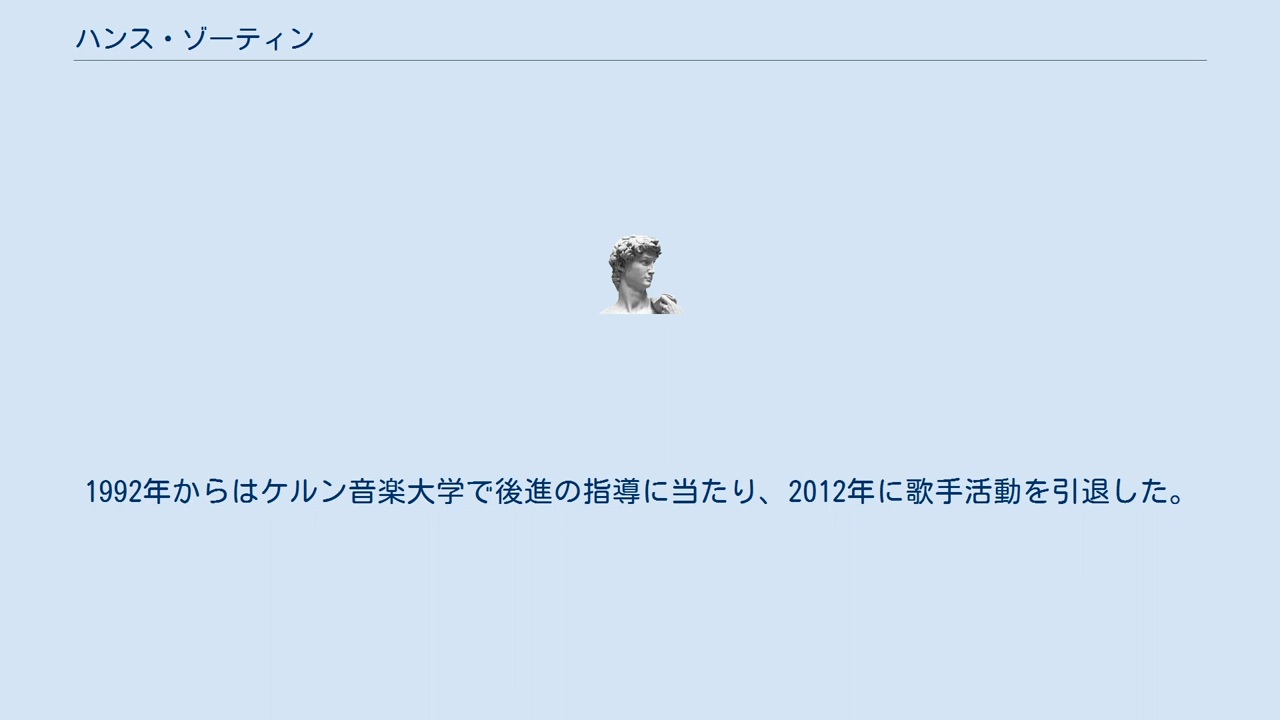 ハンス・ゾーティン
1992年からはケルン音楽大学で後進の指導に当たり、2012年に歌手活動を引退した。